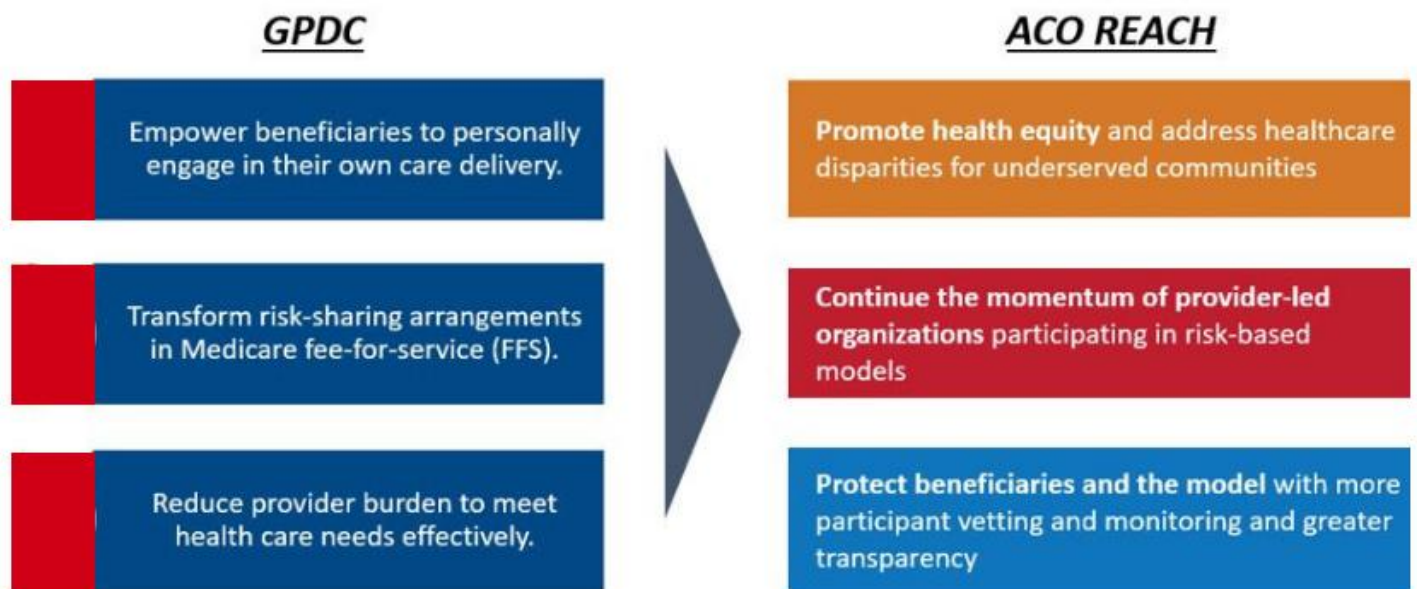 GPDC
Empower beneficiaries to personally
engage in their own care delivery.
Transform risk-sharing arrangements
in Medicare fee-for-service (FFS).
Reduce provider burden to meet
health care needs effectively.
ACO REACH
Promote health equity and address healthcare
disparities for underserved communities
Continue the momentum of provider-led
organizations participating in risk-based
models
Protect beneficiaries and the model with more
participant vetting and monitoring and greater
transparency